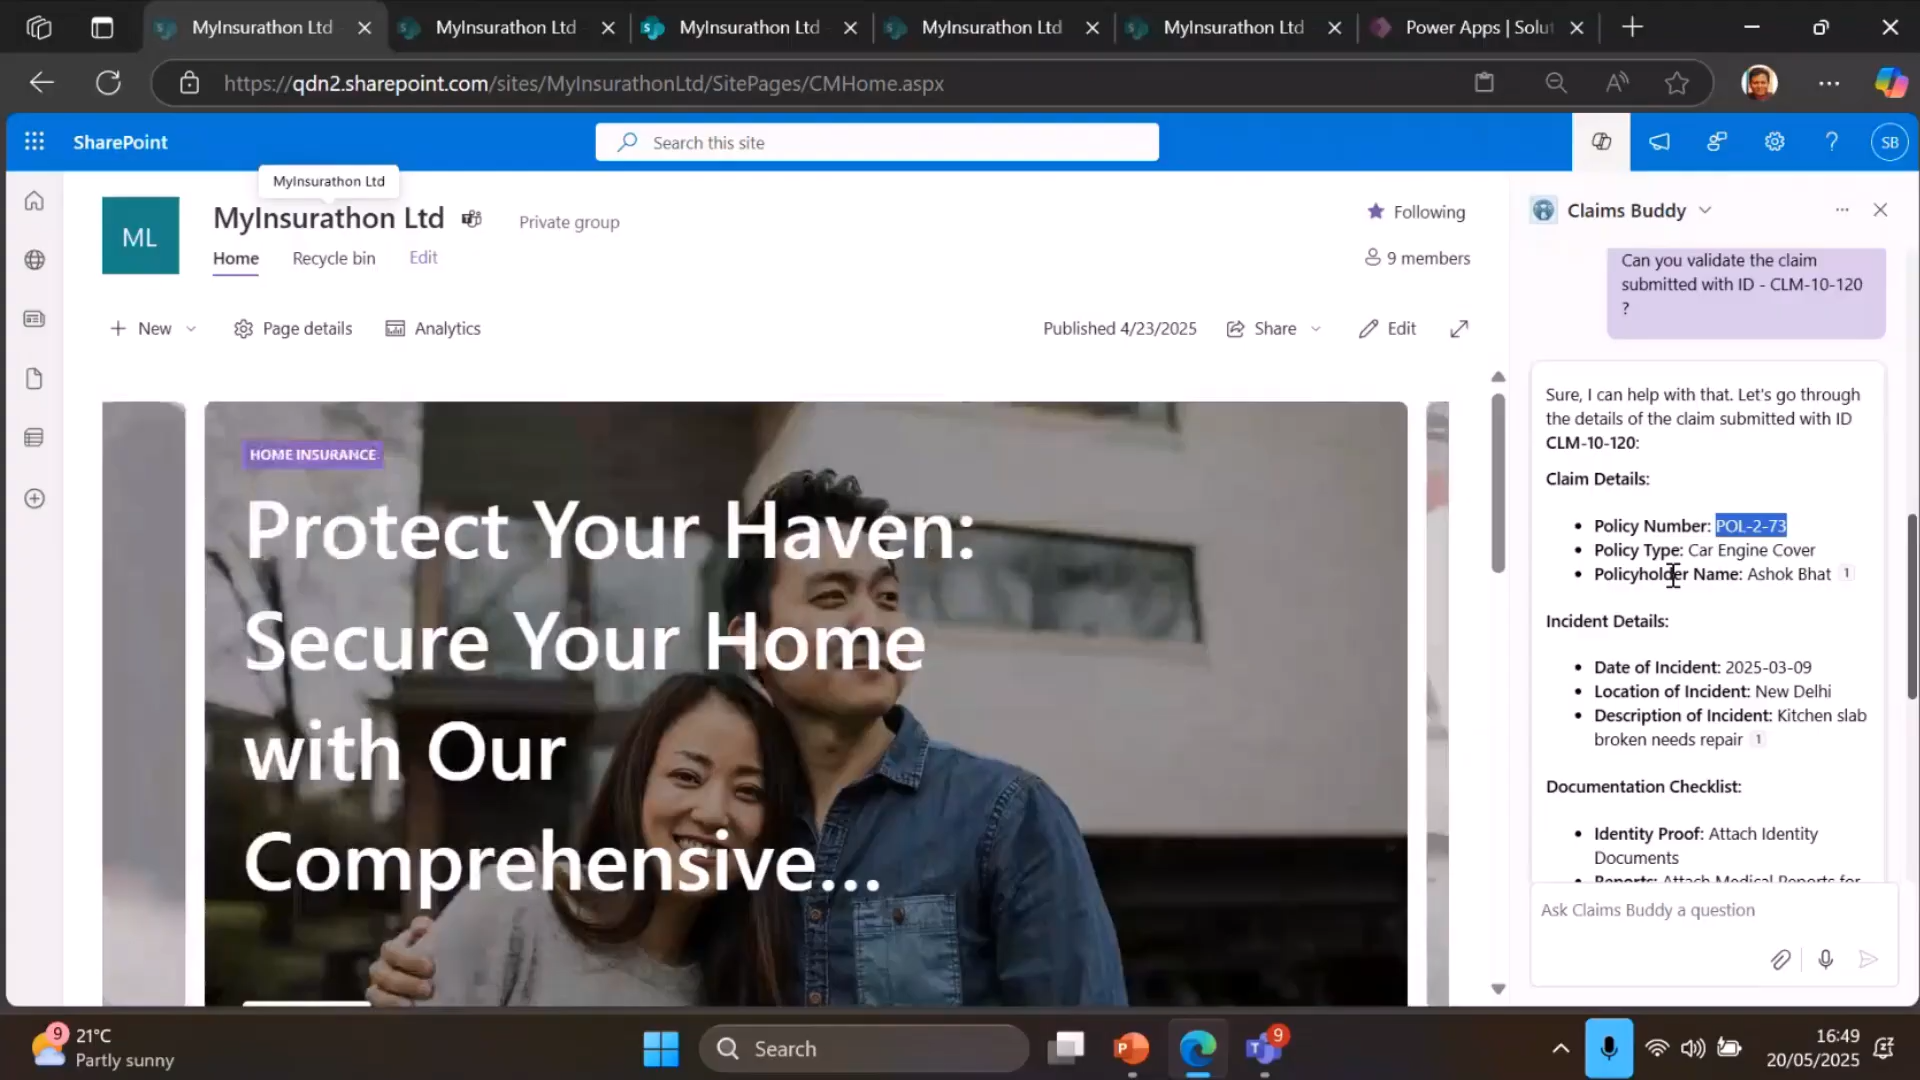 MyInsurathon Ltd
MyInsurathon Ltd
MyInsurathon Ltd
MyInsurathon Ltd
MyInsurathon Ltd
Power Apps | Solut
https://qdn2.sharepoint.com/sites/MyInsurathonLtd/SitePages/CMHome.aspx
SharePoint
Search this site
SB
MyInsurathon Ltd
ML
MyInsurathon Ltd
Private group
Following
Home
Recycle bin
Edit
9 members
New
Page details
Analytics
Published 4/23/2025
Share
Edit
HOME INSURANCE
Protect Your Haven:
Secure Your Home
with Our
Comprehensive...
Claims Buddy
Can you validate the claim
submitted with ID - CLM-10-120
?
Sure, I can help with that. Let's go through
the details of the claim submitted with ID
CLM-10-120:
Claim Details:
• Policy Number: POL-2-73
• Policy Type: Car Engine Cover
• Policyholder Name: Ashok Bhat 1
Incident Details:
• Date of Incident: 2025-03-09
• Location of Incident: New Delhi
• Description of Incident: Kitchen slab
broken needs repair 1
Documentation Checklist:
• Identity Proof: Attach Identity
Documents
• Reports: Attach Medical Reports for
Ask Claims Buddy a question
9
21°C
Partly sunny
Search
9
16:49
20/05/2025